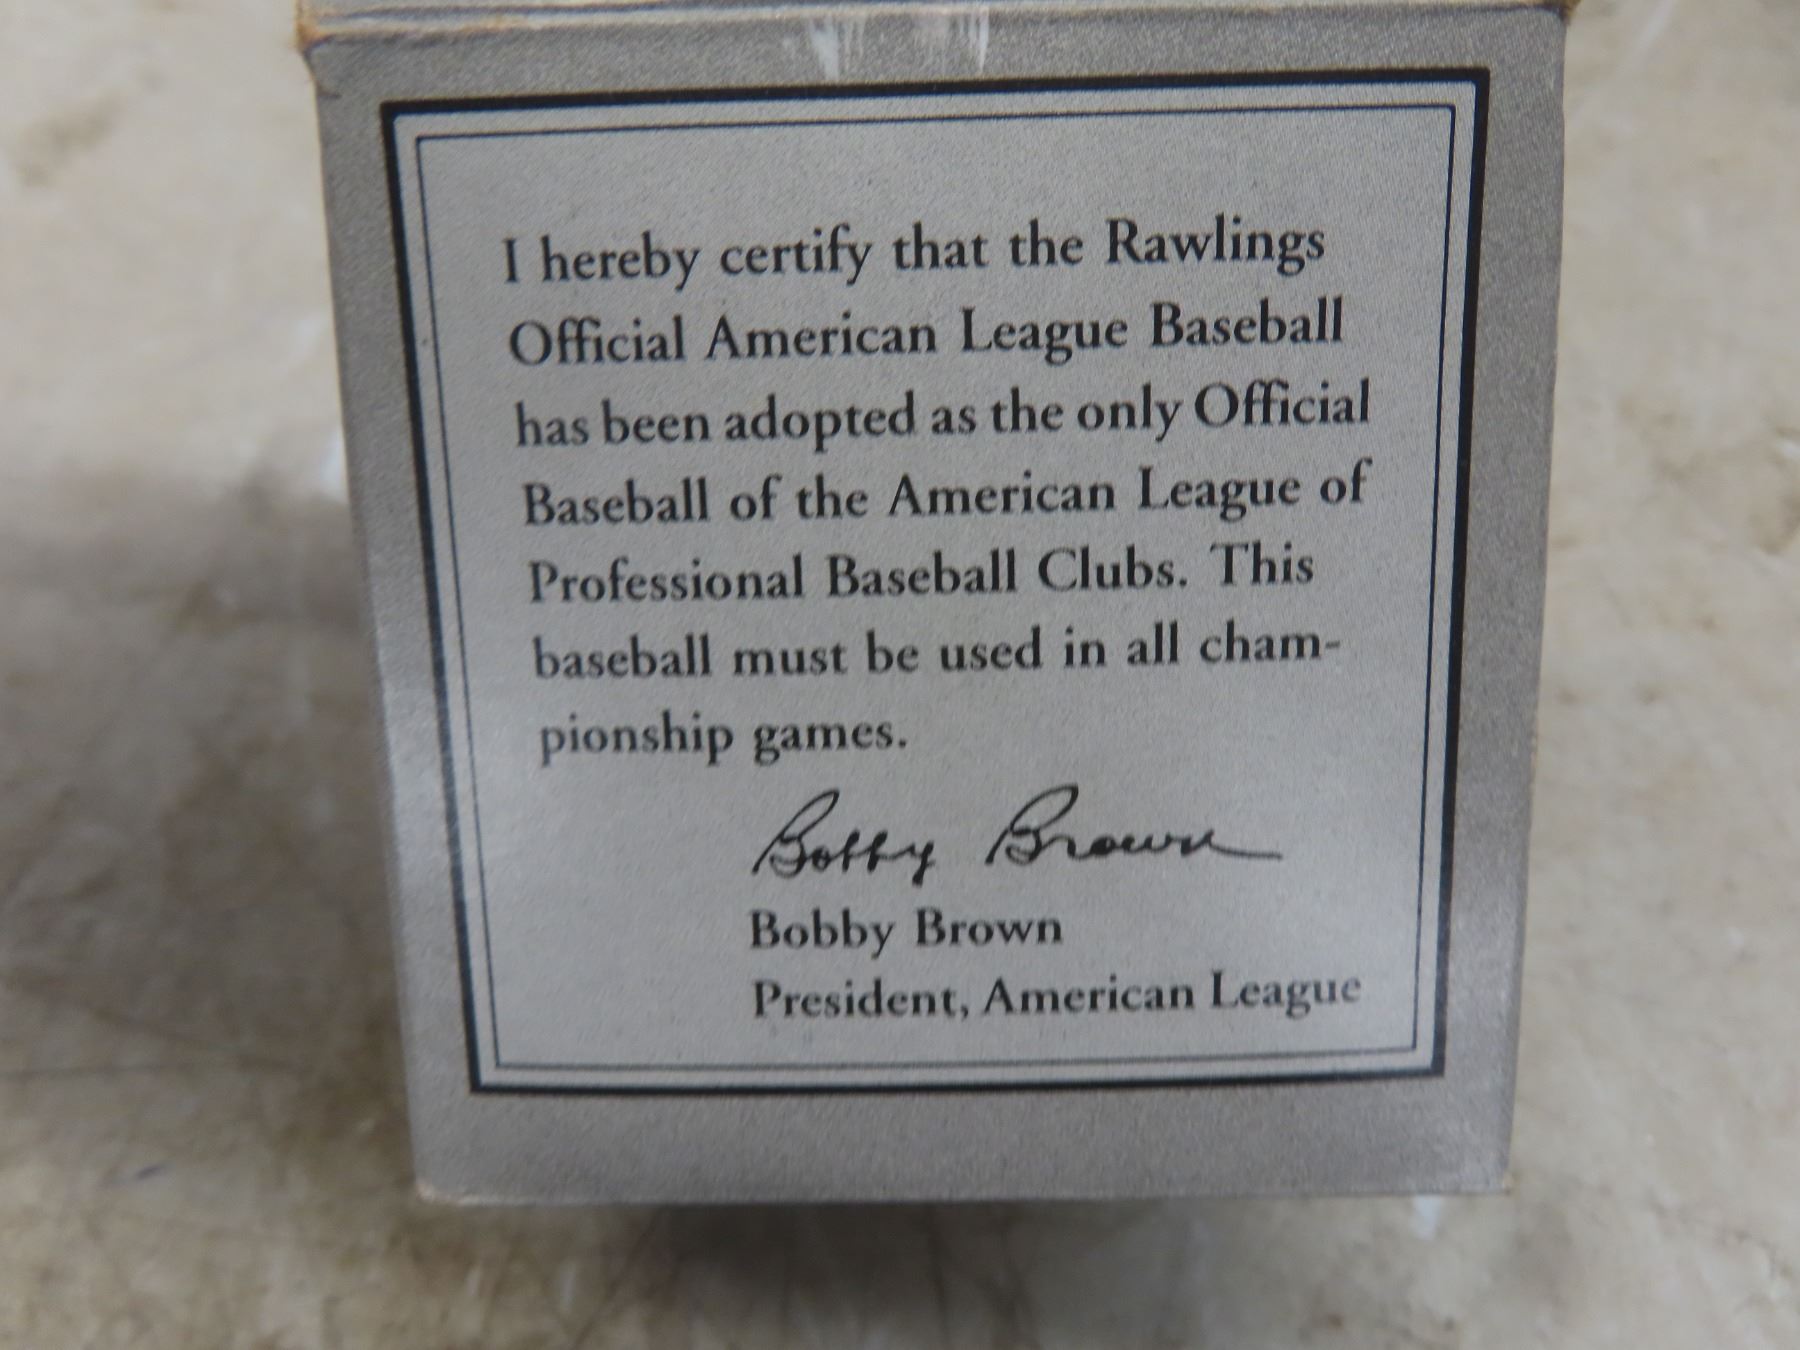 I hereby certify that the Rawlings
Official American League Baseball
has been adopted as the only Official
Baseball of the American League of
Professional Baseball Clubs. This
baseball must be used in all cham-
pionship games.
Bobby Brown
Bobby Brown
President, American League